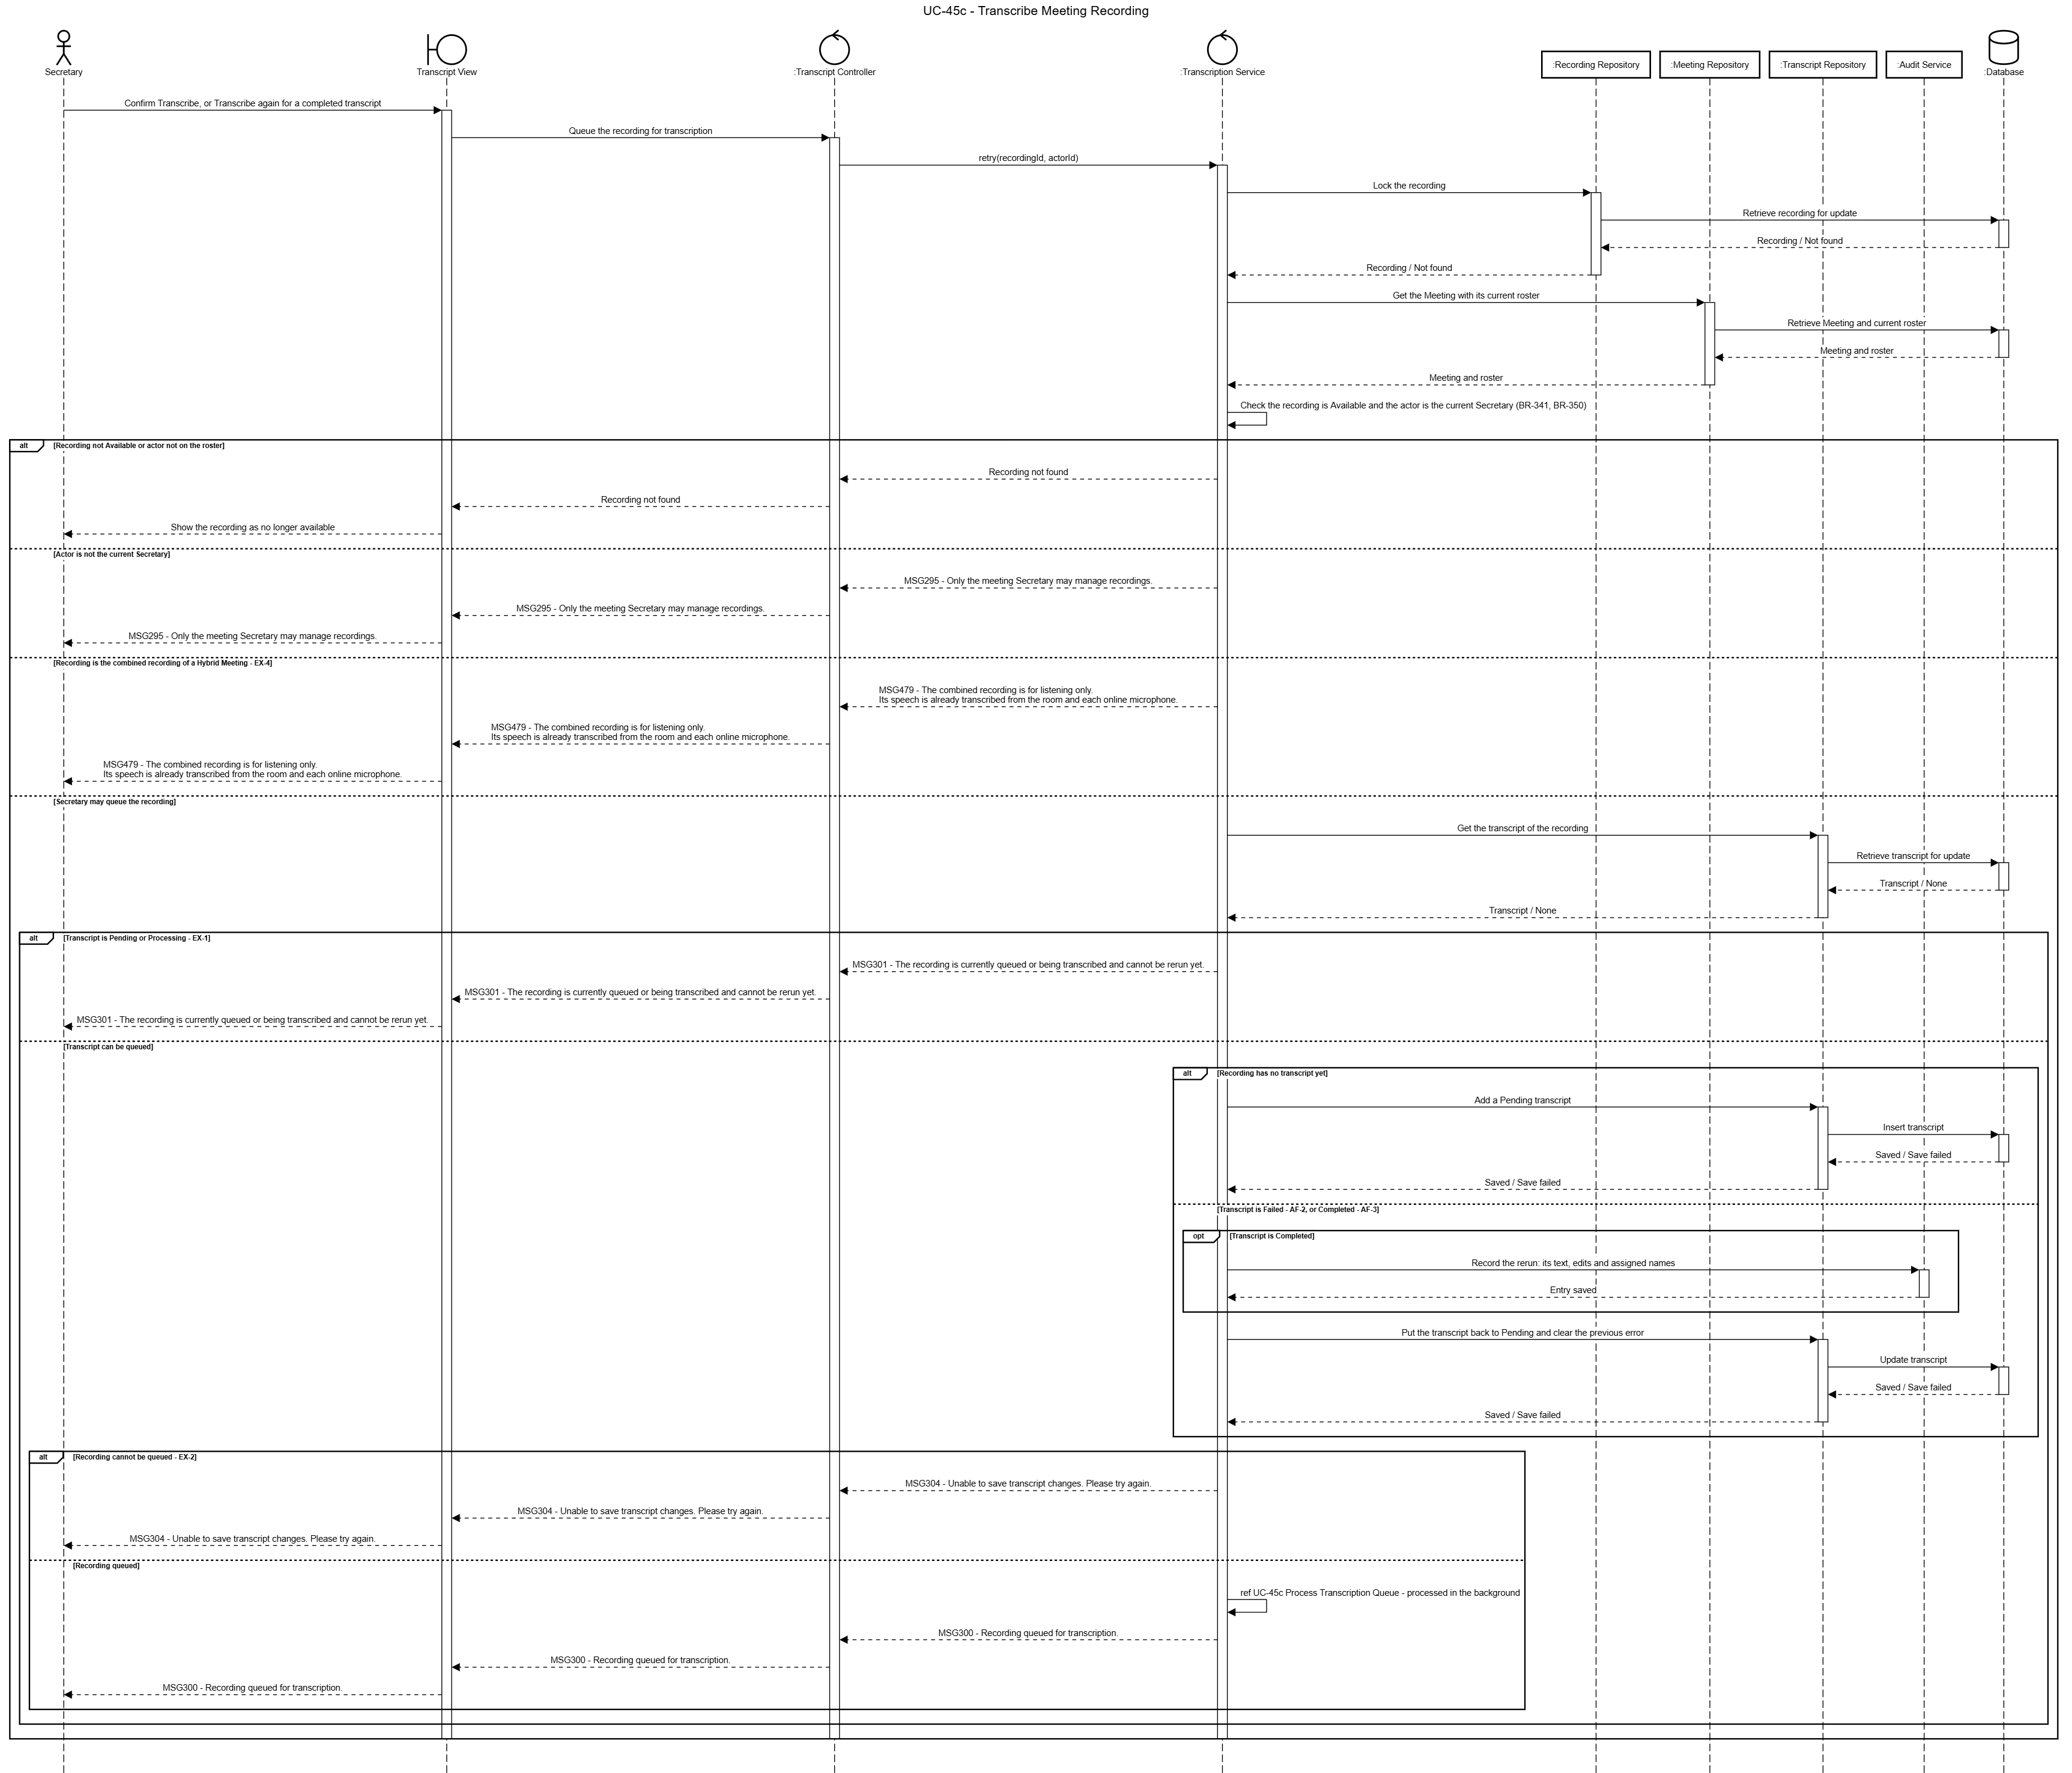 UC-45c - Transcribe Meeting Recording
Secretary
Transcript View
:Transcript Controller
:Transcription Service
:Recording Repository
:Meeting Repository
:Transcript Repository
:Audit Service
:Database
Confirm Transcribe, or Transcribe again for a completed transcript
Queue the recording for transcription
retry(recordingId, actorId)
Lock the recording
Retrieve recording for update
Recording / Not found
Recording / Not found
Get the Meeting with its current roster
Retrieve Meeting and current roster
Meeting and roster
Meeting and roster
Check the recording is Available and the actor is the current Secretary (BR-341, BR-350)
alt
[Recording not Available or actor not on the roster]
Recording not found
Recording not found
Show the recording as no longer available
[Actor is not the current Secretary]
MSG295 - Only the meeting Secretary may manage recordings.
MSG295 - Only the meeting Secretary may manage recordings.
MSG295 - Only the meeting Secretary may manage recordings.
[Recording is the combined recording of a Hybrid Meeting - EX-4]
MSG479 - The combined recording is for listening only.
Its speech is already transcribed from the room and each online microphone.
MSG479 - The combined recording is for listening only.
Its speech is already transcribed from the room and each online microphone.
MSG479 - The combined recording is for listening only.
Its speech is already transcribed from the room and each online microphone.
[Secretary may queue the recording]
Get the transcript of the recording
Retrieve transcript for update
Transcript / None
Transcript / None
alt
[Transcript is Pending or Processing - EX-1]
MSG301 - The recording is currently queued or being transcribed and cannot be rerun yet.
MSG301 - The recording is currently queued or being transcribed and cannot be rerun yet.
MSG301 - The recording is currently queued or being transcribed and cannot be rerun yet.
[Transcript can be queued]
alt
[Recording has no transcript yet]
Add a Pending transcript
Insert transcript
Saved / Save failed
Saved / Save failed
[Transcript is Failed - AF-2, or Completed - AF-3]
opt
[Transcript is Completed]
Record the rerun: its text, edits and assigned names
Entry saved
Put the transcript back to Pending and clear the previous error
Update transcript
Saved / Save failed
Saved / Save failed
alt
[Recording cannot be queued - EX-2]
MSG304 - Unable to save transcript changes. Please try again.
MSG304 - Unable to save transcript changes. Please try again.
MSG304 - Unable to save transcript changes. Please try again.
[Recording queued]
ref UC-45c Process Transcription Queue - processed in the background
MSG300 - Recording queued for transcription.
MSG300 - Recording queued for transcription.
MSG300 - Recording queued for transcription.